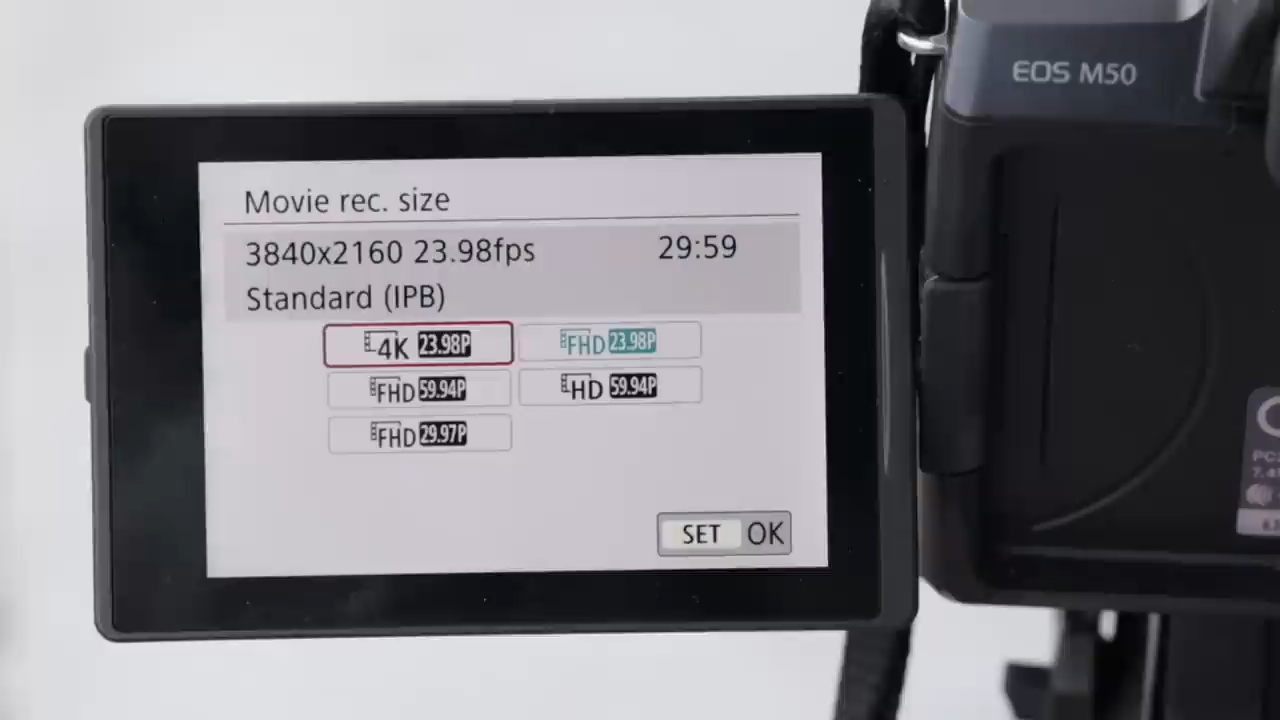 EOS M50
Movie rec. size
3840x2160 23.98fps 29:59
Standard (IPB)
4K 23.98P FHD 23.98P
FHD 59.94P HD 59.94P
FHD 29.97P
SET OK